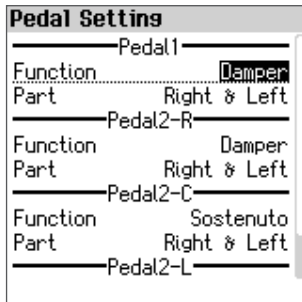 Pedal Setting
Pedal1
Function Damper
Part Right & Left
Pedal2-R
Function Damper
Part Right & Left
Pedal2-C
Function Sostenuto
Part Right & Left
Pedal2-L